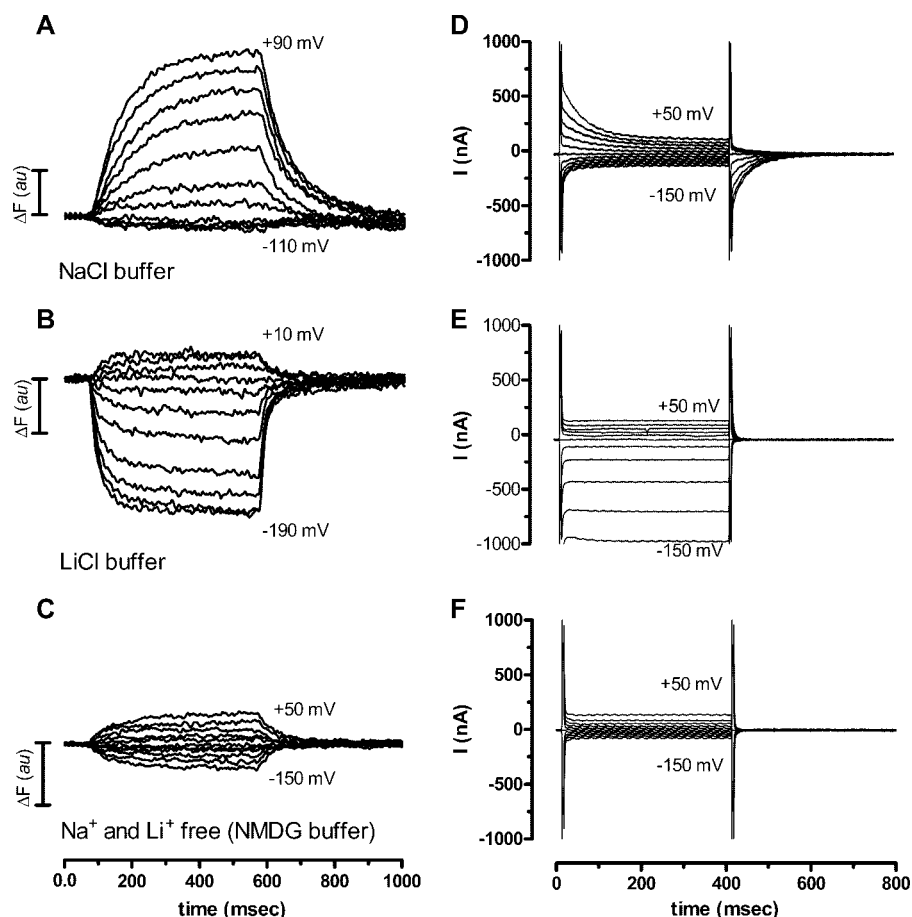 A
+90 mV
ΔF (au)
-110 mV
NaCl buffer
B
+10 mV
ΔF (au)
-190 mV
LiCl buffer
C
+50 mV
ΔF (au)
-150 mV
Na⁺ and Li⁺ free (NMDG buffer)
0.0 200 400 600 800 1000
time (msec)
D
1000
500
0
-500
-1000
I (nA)
+50 mV
-150 mV
E
1000
500
0
-500
-1000
I (nA)
+50 mV
-150 mV
F
1000
500
0
-500
-1000
I (nA)
+50 mV
-150 mV
0 200 400 600 800
time (msec)